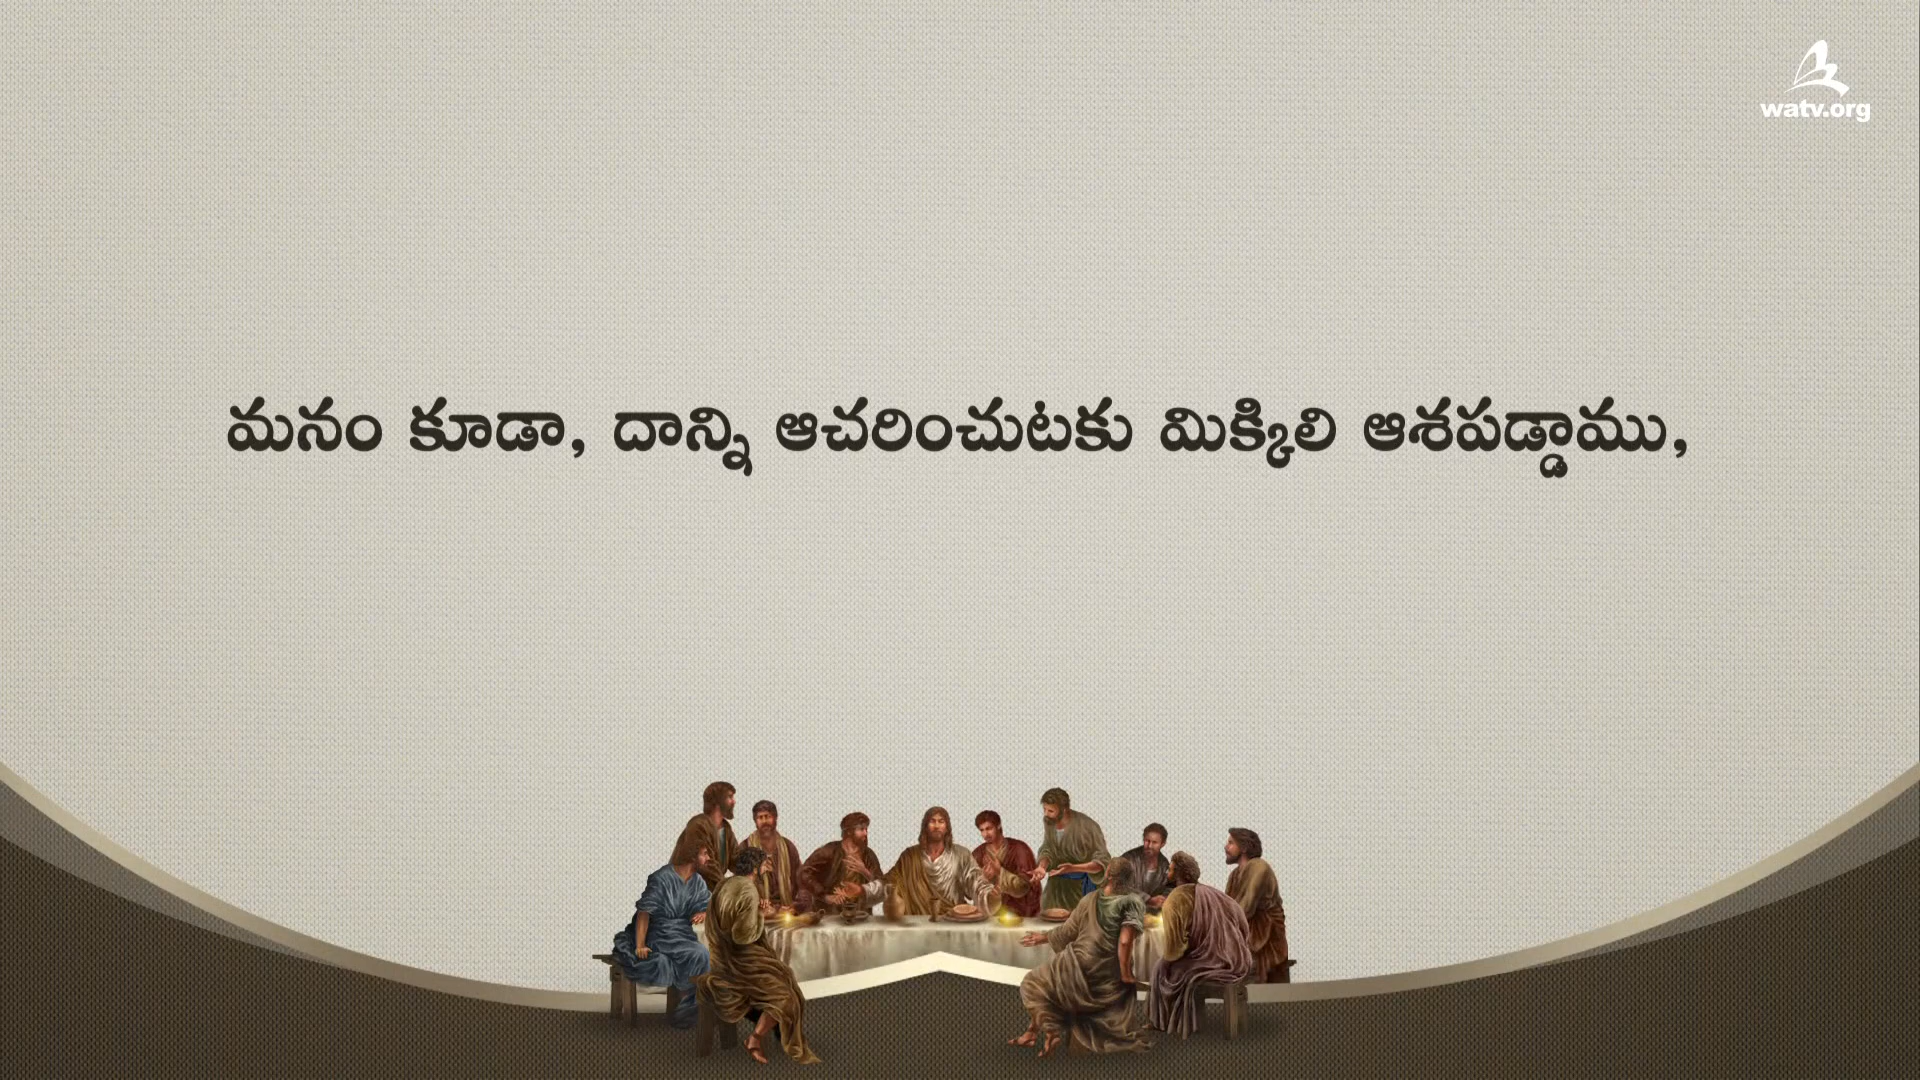 watv.org
మనం కూడా, దాన్ని ఆచరించుటకు మిక్కిలి ఆశపడ్డాము,